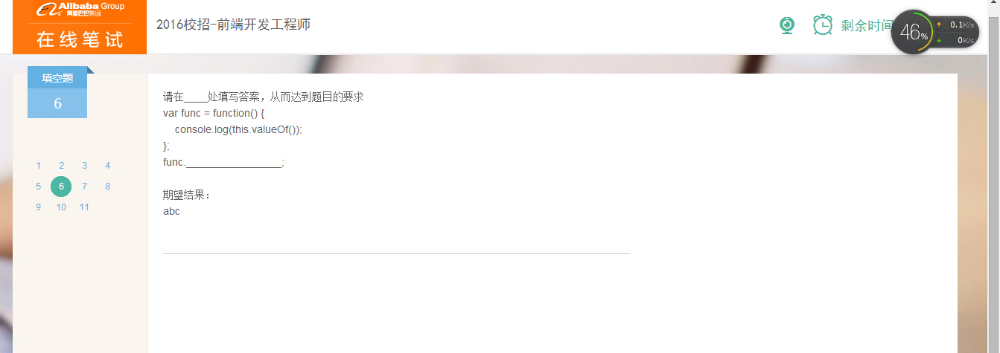 Alibaba Group
阿里巴巴集团
在线笔试
2016校招-前端开发工程师
剩余时间
46%
0.1K/s
0K/s
填空题
6
1 2 3 4
5 6 7 8
9 10 11
请在____处填写答案，从而达到题目的要求
var func = function() {
console.log(this.valueOf());
};
func.________________;
期望结果：
abc